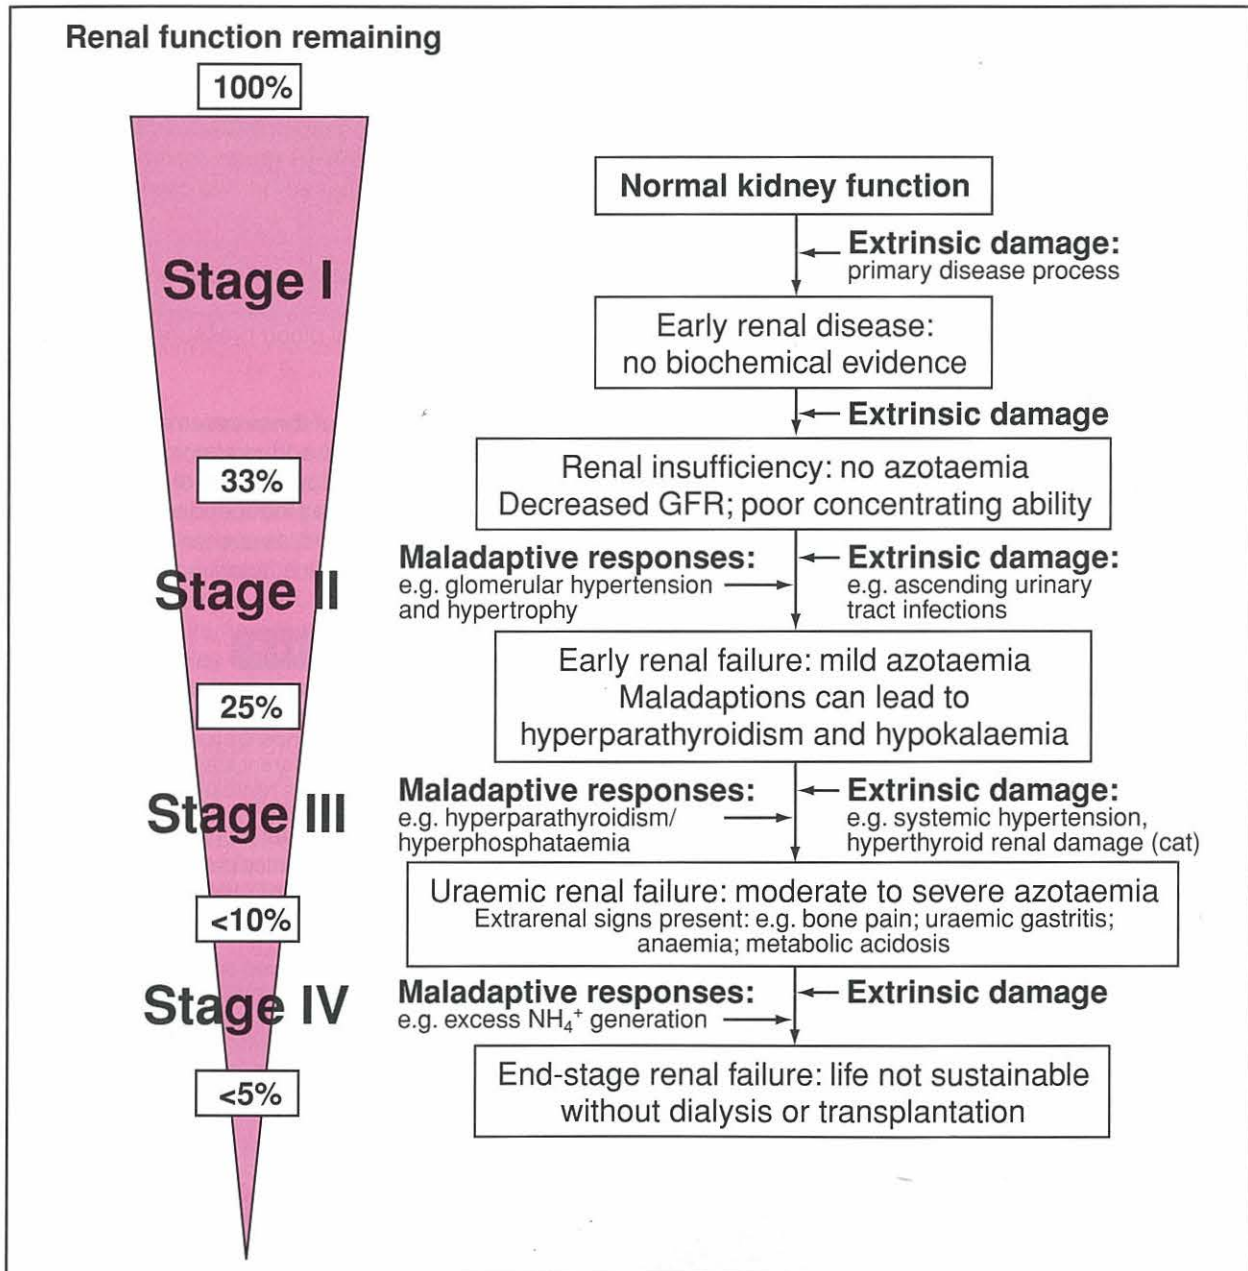 Renal function remaining
100%
Stage I
33%
Stage II
25%
Stage III
<10%
Stage IV
<5%
Normal kidney function
Extrinsic damage:
primary disease process
Early renal disease:
no biochemical evidence
Extrinsic damage
Renal insufficiency: no azotaemia
Decreased GFR; poor concentrating ability
Maladaptive responses:
e.g. glomerular hypertension
and hypertrophy
Extrinsic damage:
e.g. ascending urinary
tract infections
Early renal failure: mild azotaemia
Maladaptions can lead to
hyperparathyroidism and hypokalaemia
Maladaptive responses:
e.g. hyperparathyroidism/
hyperphosphataemia
Extrinsic damage:
e.g. systemic hypertension,
hyperthyroid renal damage (cat)
Uraemic renal failure: moderate to severe azotaemia
Extrarenal signs present: e.g. bone pain; uraemic gastritis;
anaemia; metabolic acidosis
Maladaptive responses:
e.g. excess NH₄⁺ generation
Extrinsic damage
End-stage renal failure: life not sustainable
without dialysis or transplantation